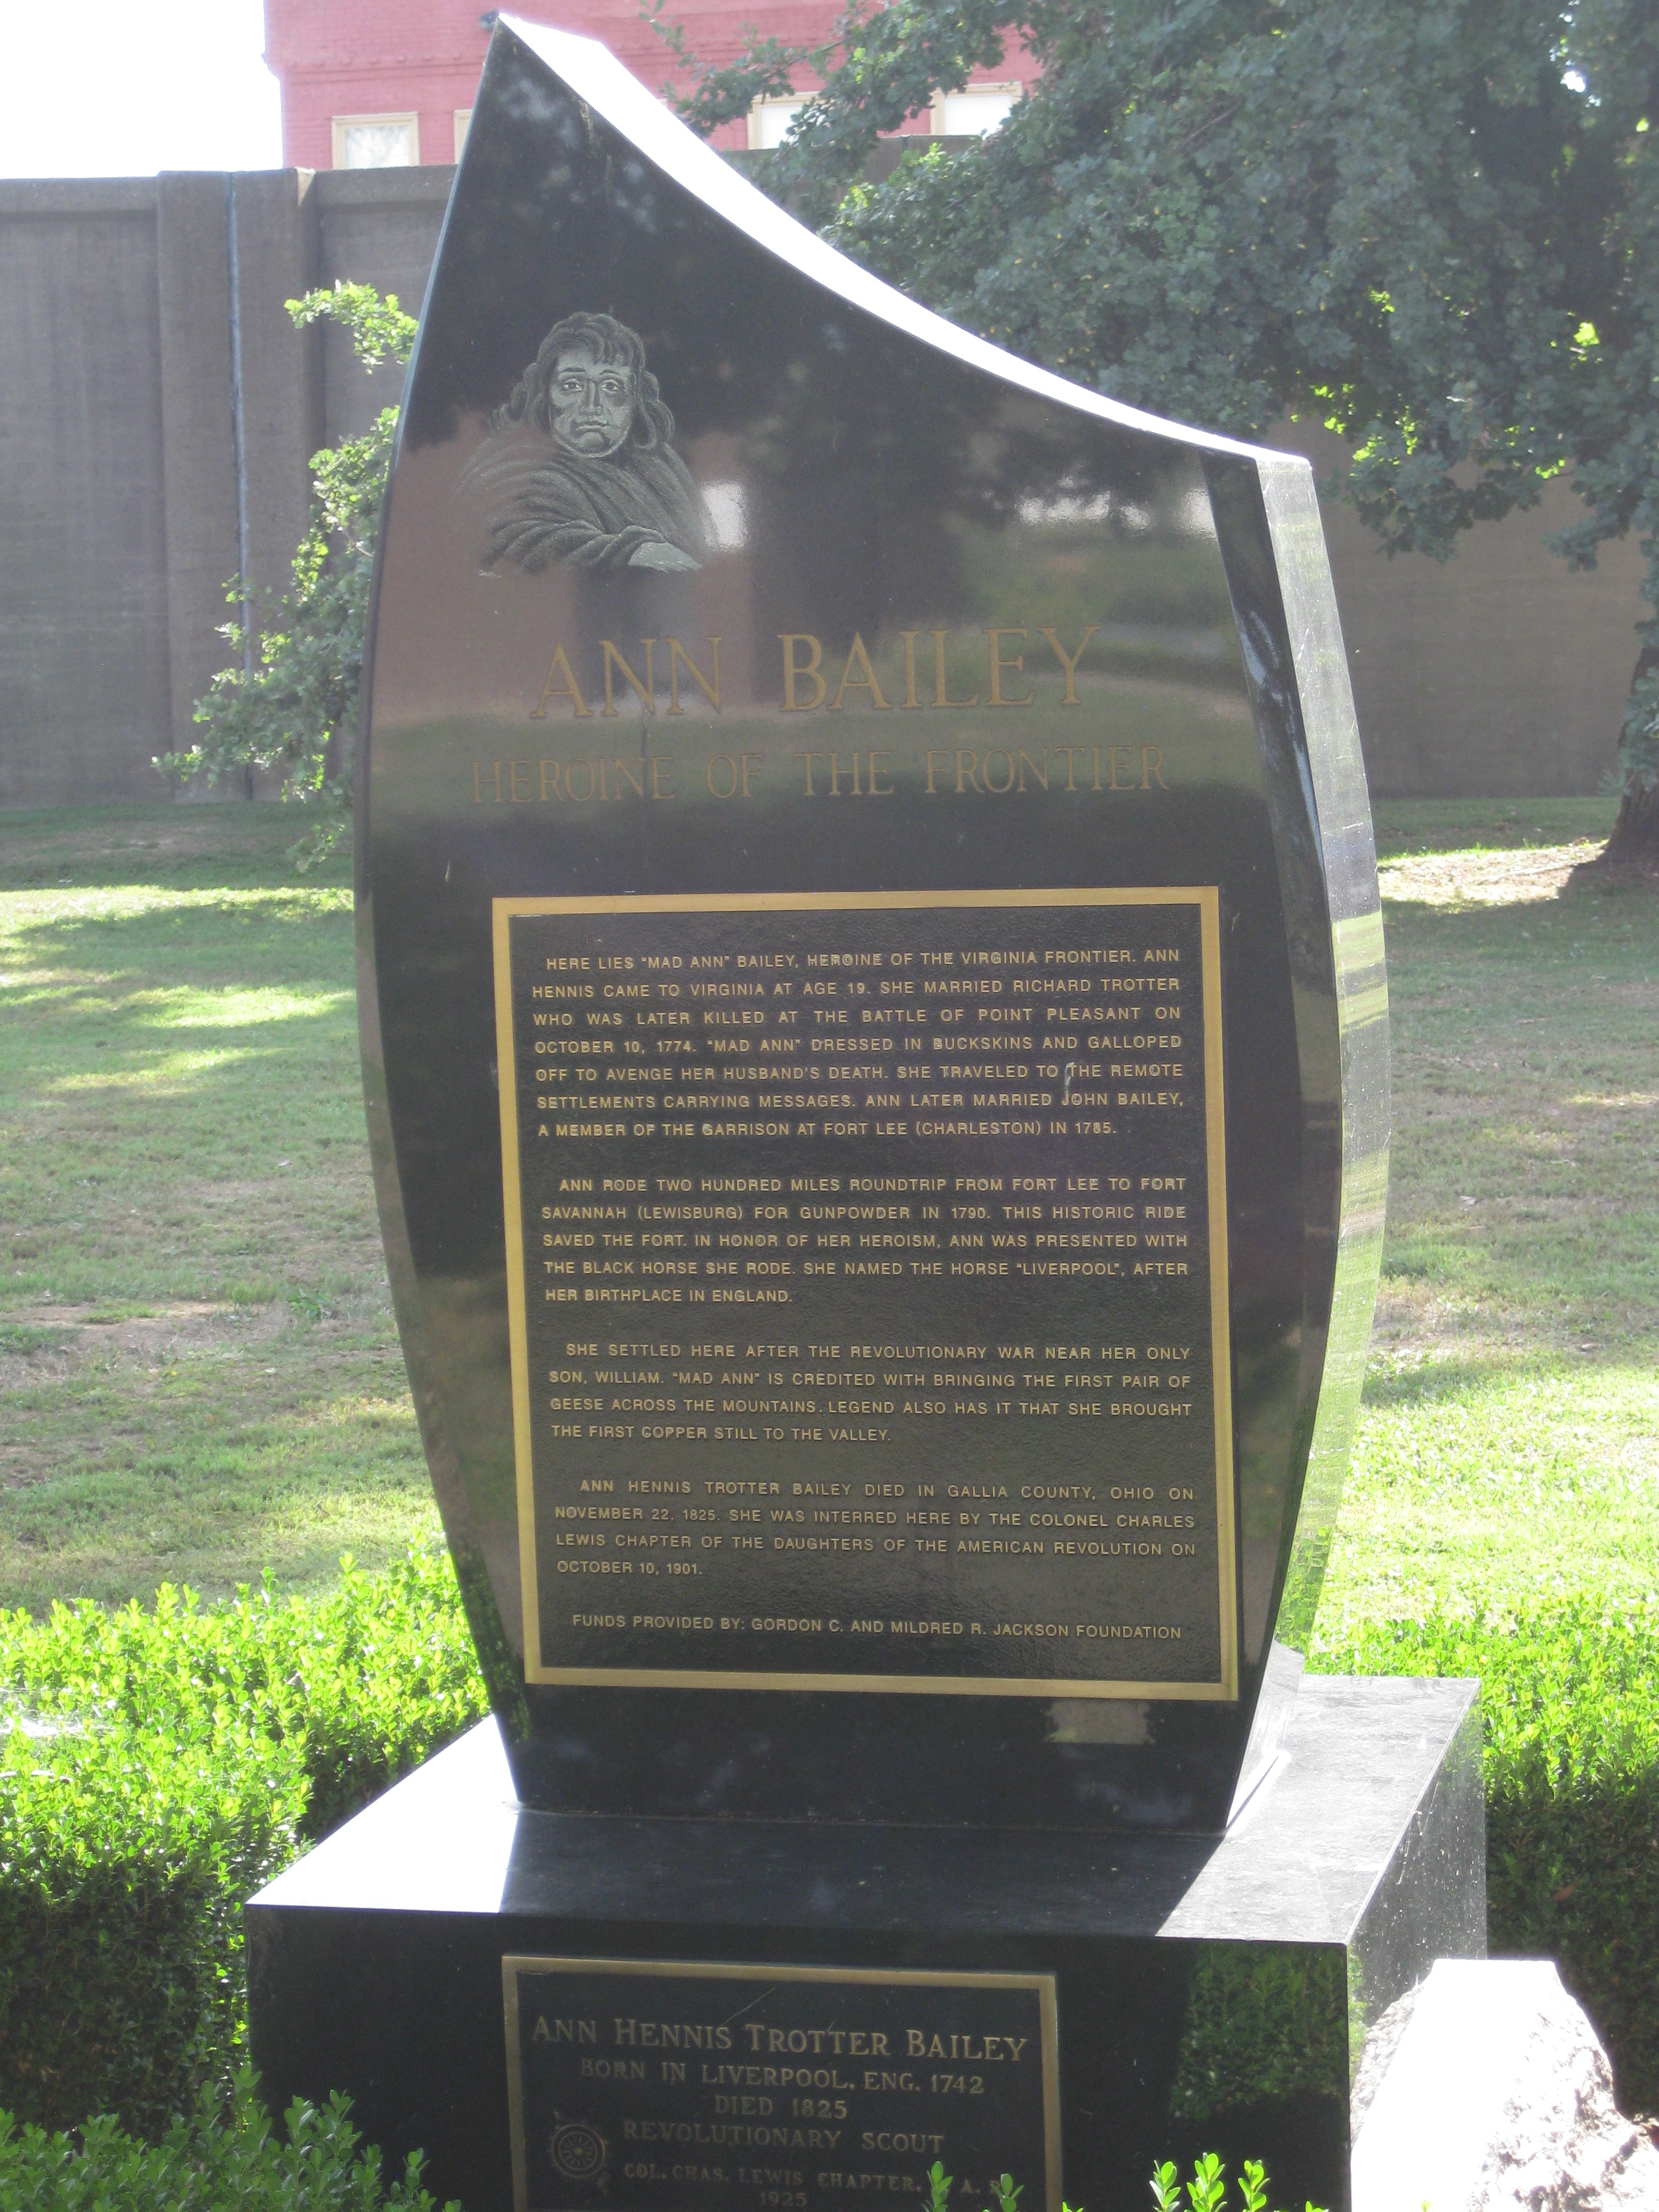 ANN BAILEY
HEROINE OF THE FRONTIER
HERE LIES "MAD ANN" BAILEY, HEROINE OF THE VIRGINIA FRONTIER. ANN
HENNIS CAME TO VIRGINIA AT AGE 19. SHE MARRIED RICHARD TROTTER
WHO WAS LATER KILLED AT THE BATTLE OF POINT PLEASANT ON
OCTOBER 10, 1774. "MAD ANN" DRESSED IN BUCKSKINS AND GALLOPED
OFF TO AVENGE HER HUSBAND'S DEATH. SHE TRAVELED TO THE REMOTE
SETTLEMENTS CARRYING MESSAGES. ANN LATER MARRIED JOHN BAILEY,
A MEMBER OF THE GARRISON AT FORT LEE (CHARLESTON) IN 1785.
ANN RODE TWO HUNDRED MILES ROUNDTRIP FROM FORT LEE TO FORT
SAVANNAH (LEWISBURG) FOR GUNPOWDER IN 1790. THIS HISTORIC RIDE
SAVED THE FORT. IN HONOR OF HER HEROISM, ANN WAS PRESENTED WITH
THE BLACK HORSE SHE RODE. SHE NAMED THE HORSE "LIVERPOOL", AFTER
HER BIRTHPLACE IN ENGLAND.
SHE SETTLED HERE AFTER THE REVOLUTIONARY WAR NEAR HER ONLY
SON, WILLIAM. "MAD ANN" IS CREDITED WITH BRINGING THE FIRST PAIR OF
GEESE ACROSS THE MOUNTAINS. LEGEND ALSO HAS IT THAT SHE BROUGHT
THE FIRST COPPER STILL TO THE VALLEY.
ANN HENNIS TROTTER BAILEY DIED IN GALLIA COUNTY, OHIO ON
NOVEMBER 22, 1825. SHE WAS INTERRED HERE BY THE COLONEL CHARLES
LEWIS CHAPTER OF THE DAUGHTERS OF THE AMERICAN REVOLUTION ON
OCTOBER 10, 1901.
FUNDS PROVIDED BY: GORDON C. AND MILDRED R. JACKSON FOUNDATION
ANN HENNIS TROTTER BAILEY
BORN IN LIVERPOOL, ENG. 1742
DIED 1825
REVOLUTIONARY SCOUT
COL. CHAS. LEWIS CHAPTER, A.
1925